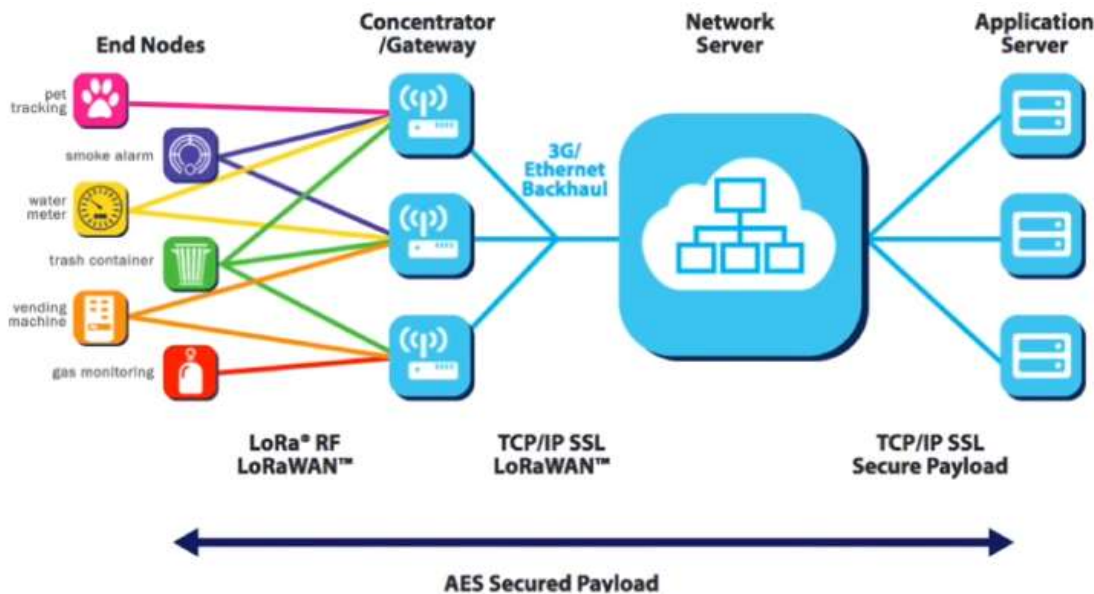 End Nodes
Concentrator
/Gateway
Network
Server
Application
Server
pet
tracking
smoke alarm
water
meter
trash container
vending
machine
gas monitoring
3G/
Ethernet
Backhaul
LoRa® RF
LoRaWAN™
TCP/IP SSL
LoRaWAN™
TCP/IP SSL
Secure Payload
AES Secured Payload